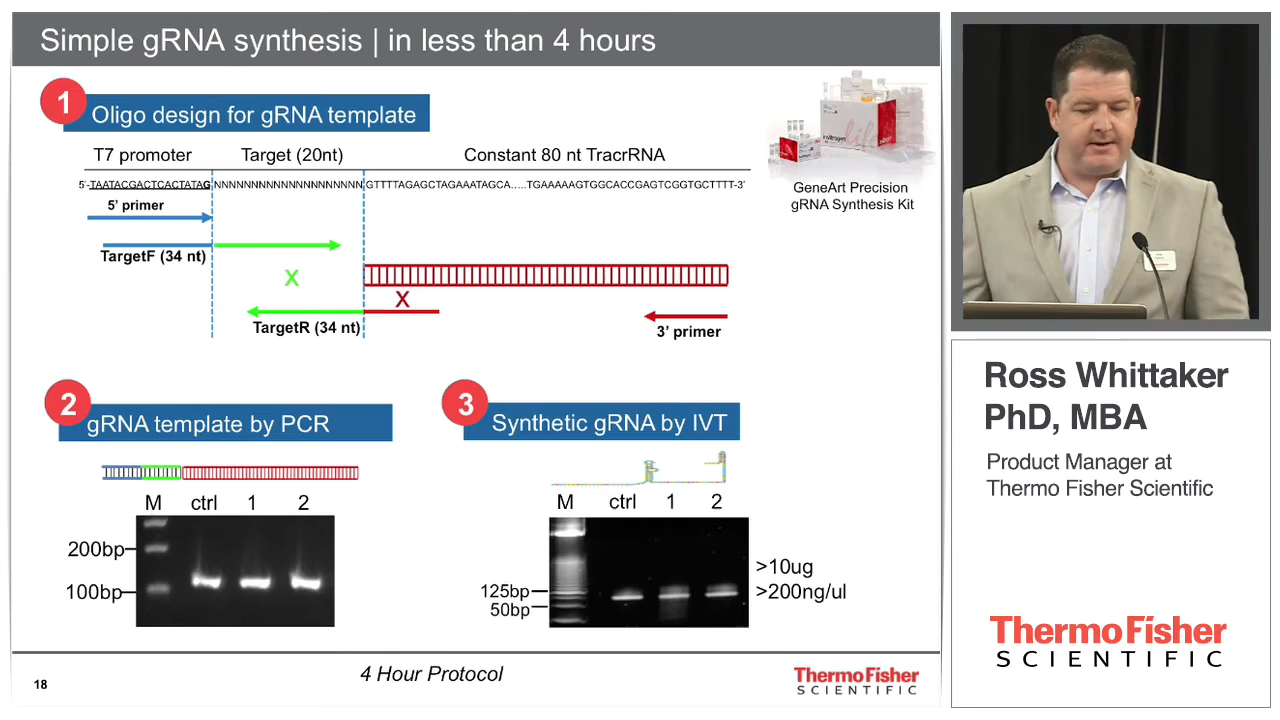 Simple gRNA synthesis | in less than 4 hours
1
Oligo design for gRNA template
T7 promoter Target (20nt) Constant 80 nt TracrRNA
5'-TAATACGACTCACTATAGNNNNNNNNNNNNNNNNNNNNGTTTTAGAGCTAGAAATAGCA.....TGAAAAAGTGGCACCGAGTCGGTGCTTTT-3'
5' primer
TargetF (34 nt)
X
X
TargetR (34 nt)
3' primer
invitrogen
life
GeneArt Precision
gRNA Synthesis Kit
2
gRNA template by PCR
M ctrl 1 2
200bp
100bp
3
Synthetic gRNA by IVT
M ctrl 1 2
125bp
50bp
>10ug
>200ng/ul
18
4 Hour Protocol
ThermoFisher
SCIENTIFIC
Ross Whittaker
PhD, MBA
Product Manager at
Thermo Fisher Scientific
ThermoFisher
SCIENTIFIC